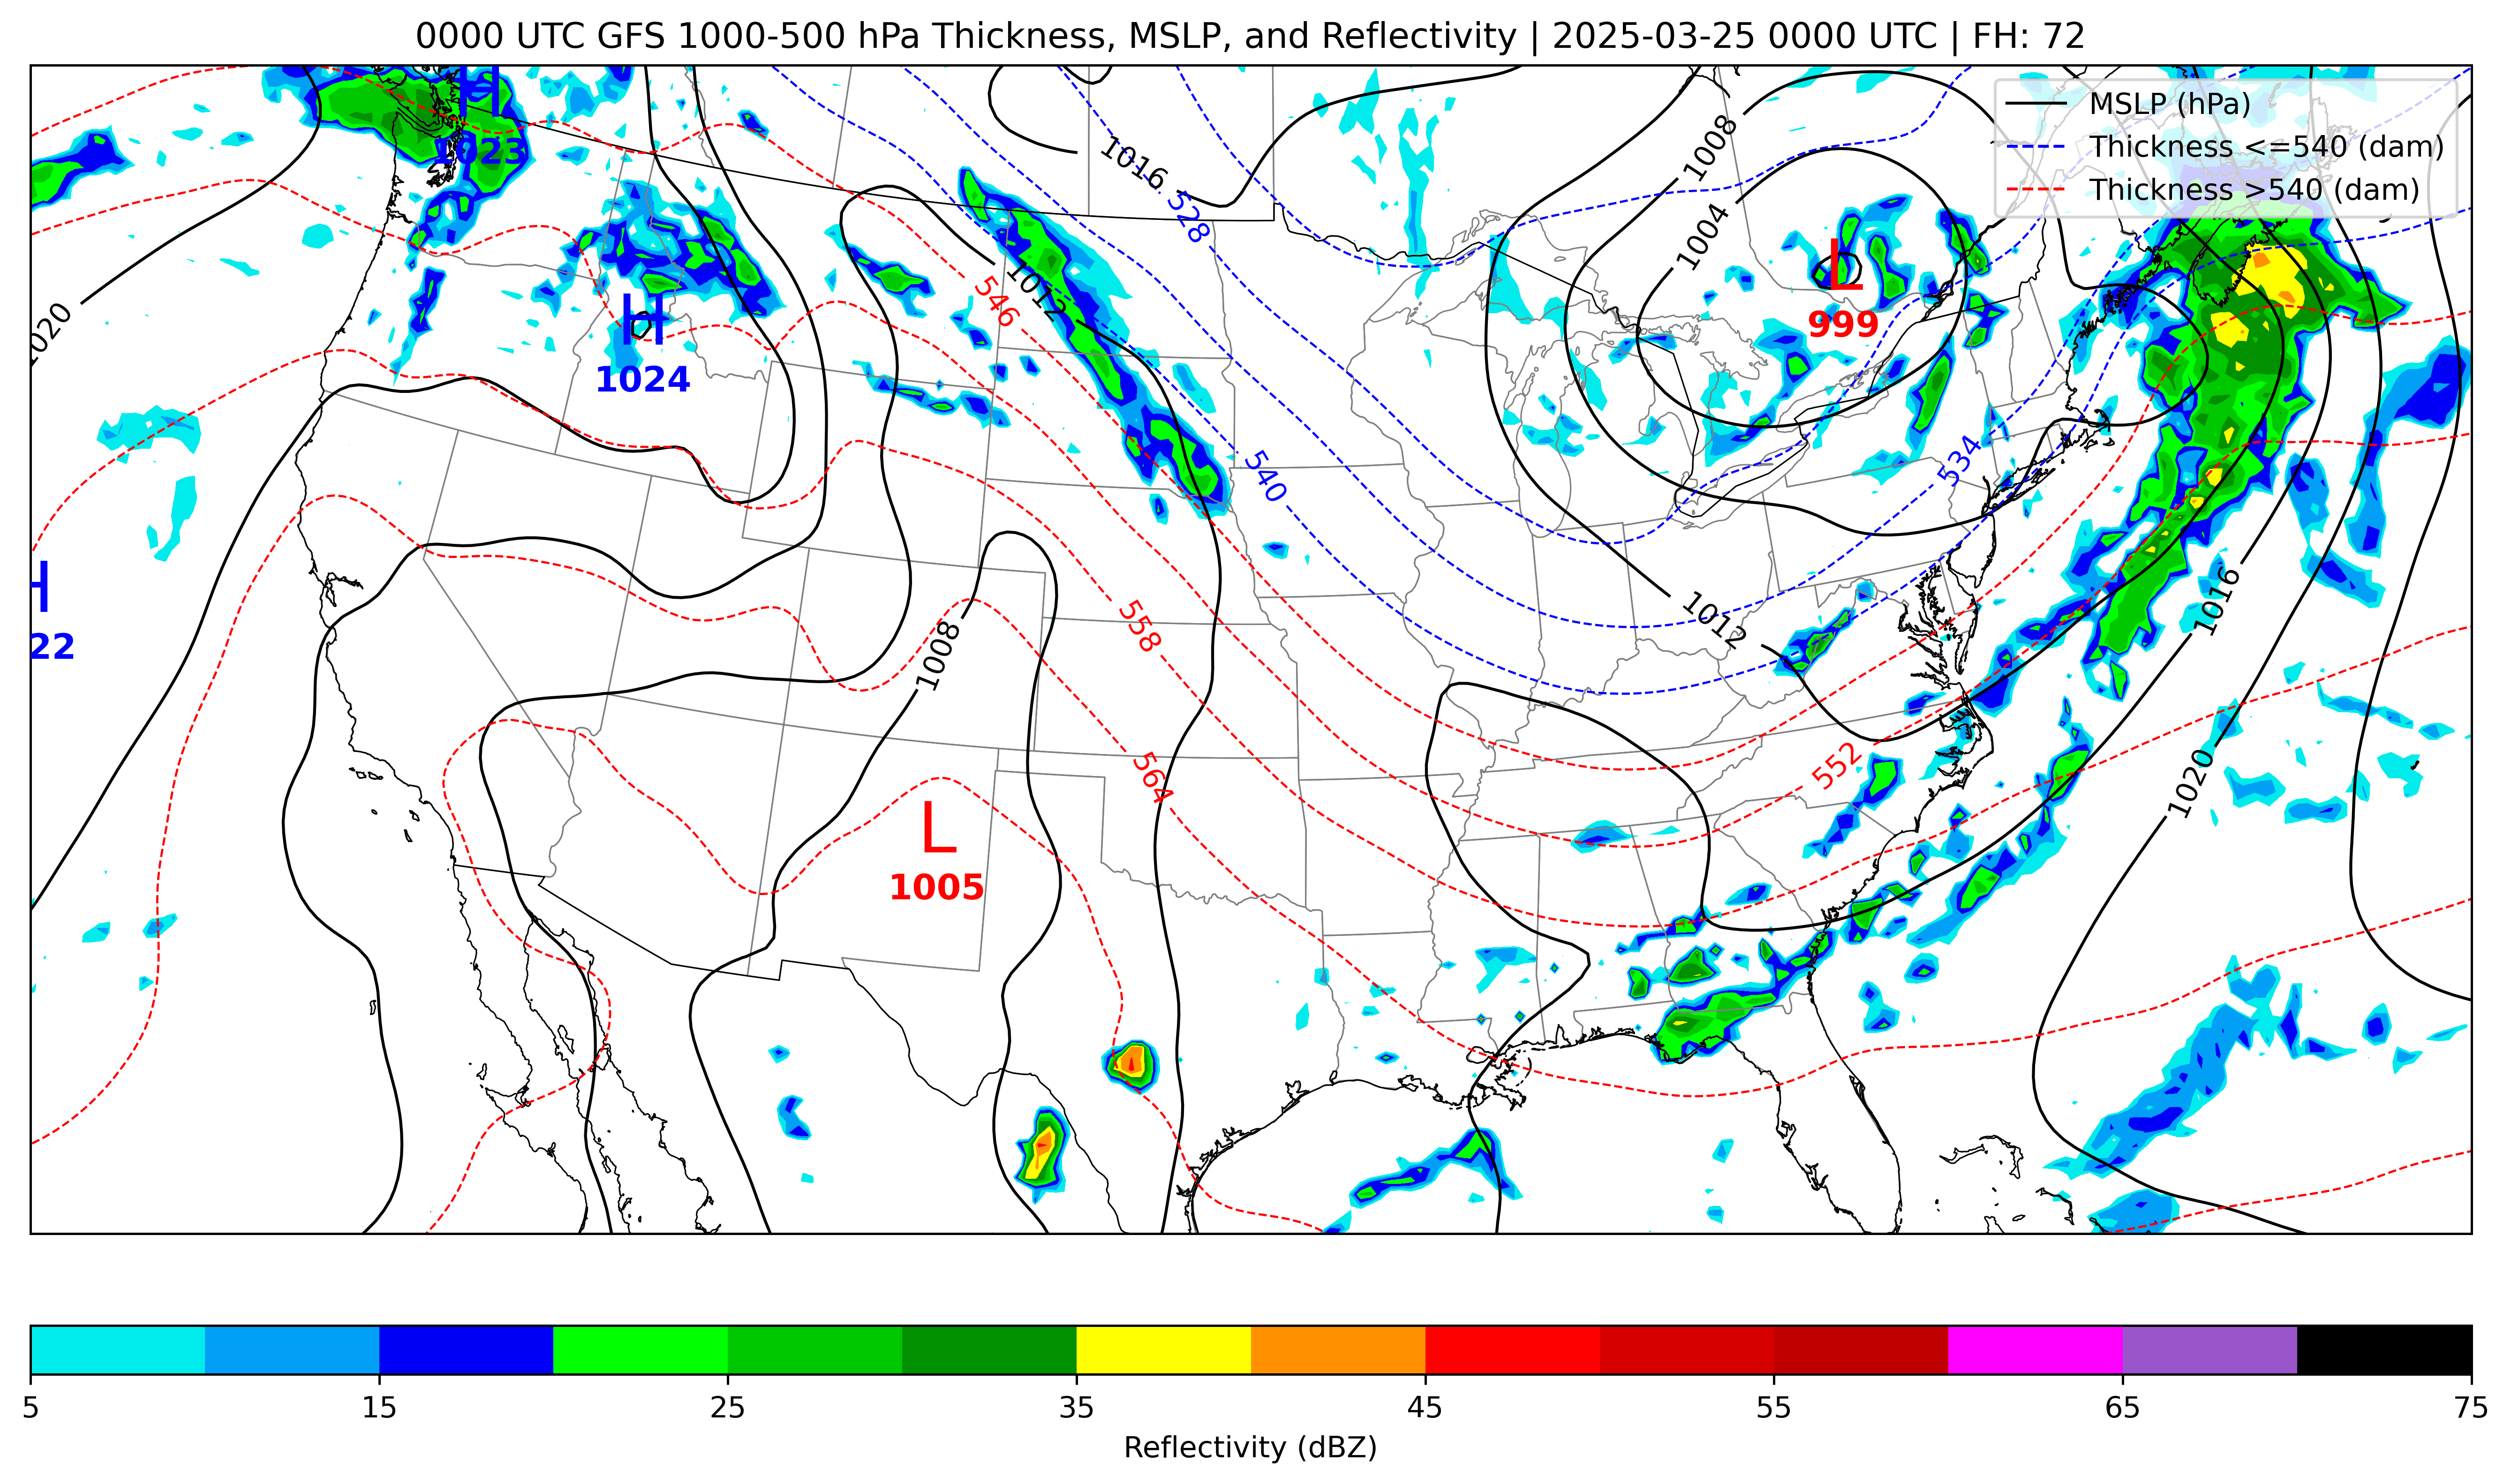 0000 UTC GFS 1000-500 hPa Thickness, MSLP, and Reflectivity | 2025-03-25 0000 UTC | FH: 72
MSLP (hPa)
Thickness <=540 (dam)
Thickness >540 (dam)
H
1023
1016
1008
528
1004
L
999
1020
546
1012
H
1024
540
534
H
22
558
1012
1016
1008
564
552
1020
L
1005
5 15 25 35 45 55 65 75
Reflectivity (dBZ)